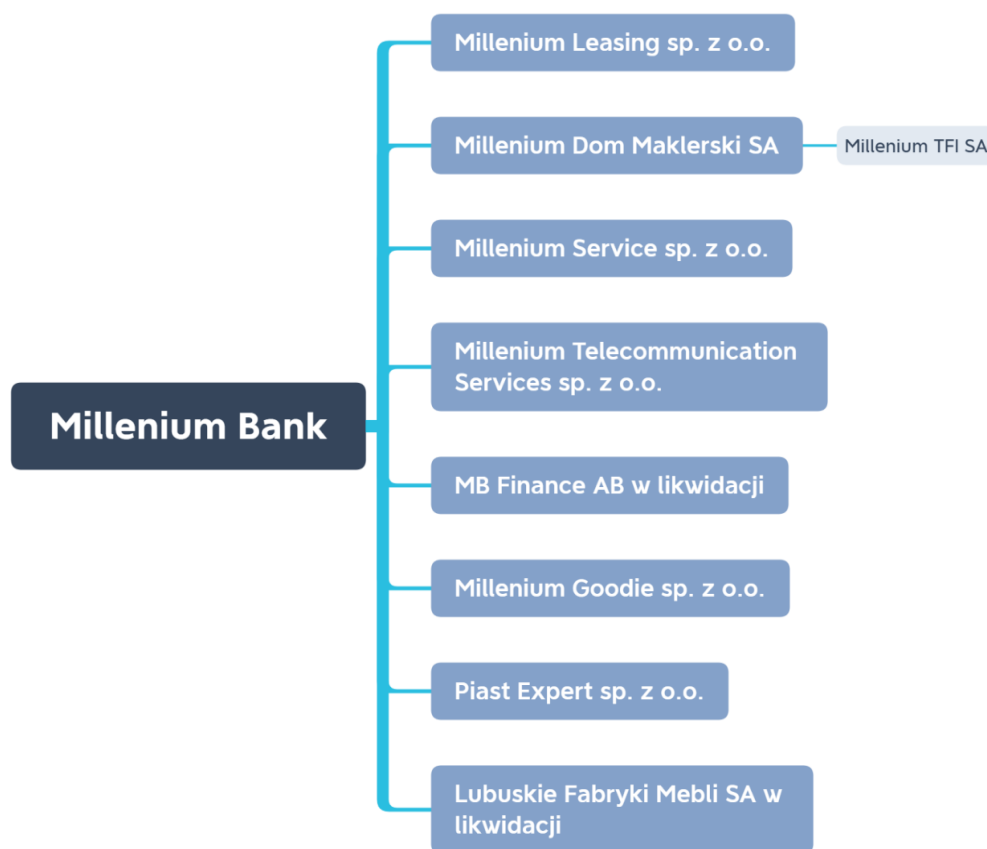 Millenium Leasing sp. z o.o.
Millenium Dom Maklerski SA
Millenium TFI SA
Millenium Service sp. z o.o.
Millenium Telecommunication
Services sp. z o.o.
Millenium Bank
MB Finance AB w likwidacji
Millenium Goodie sp. z o.o.
Piast Expert sp. z o.o.
Lubuskie Fabryki Mebli SA w
likwidacji